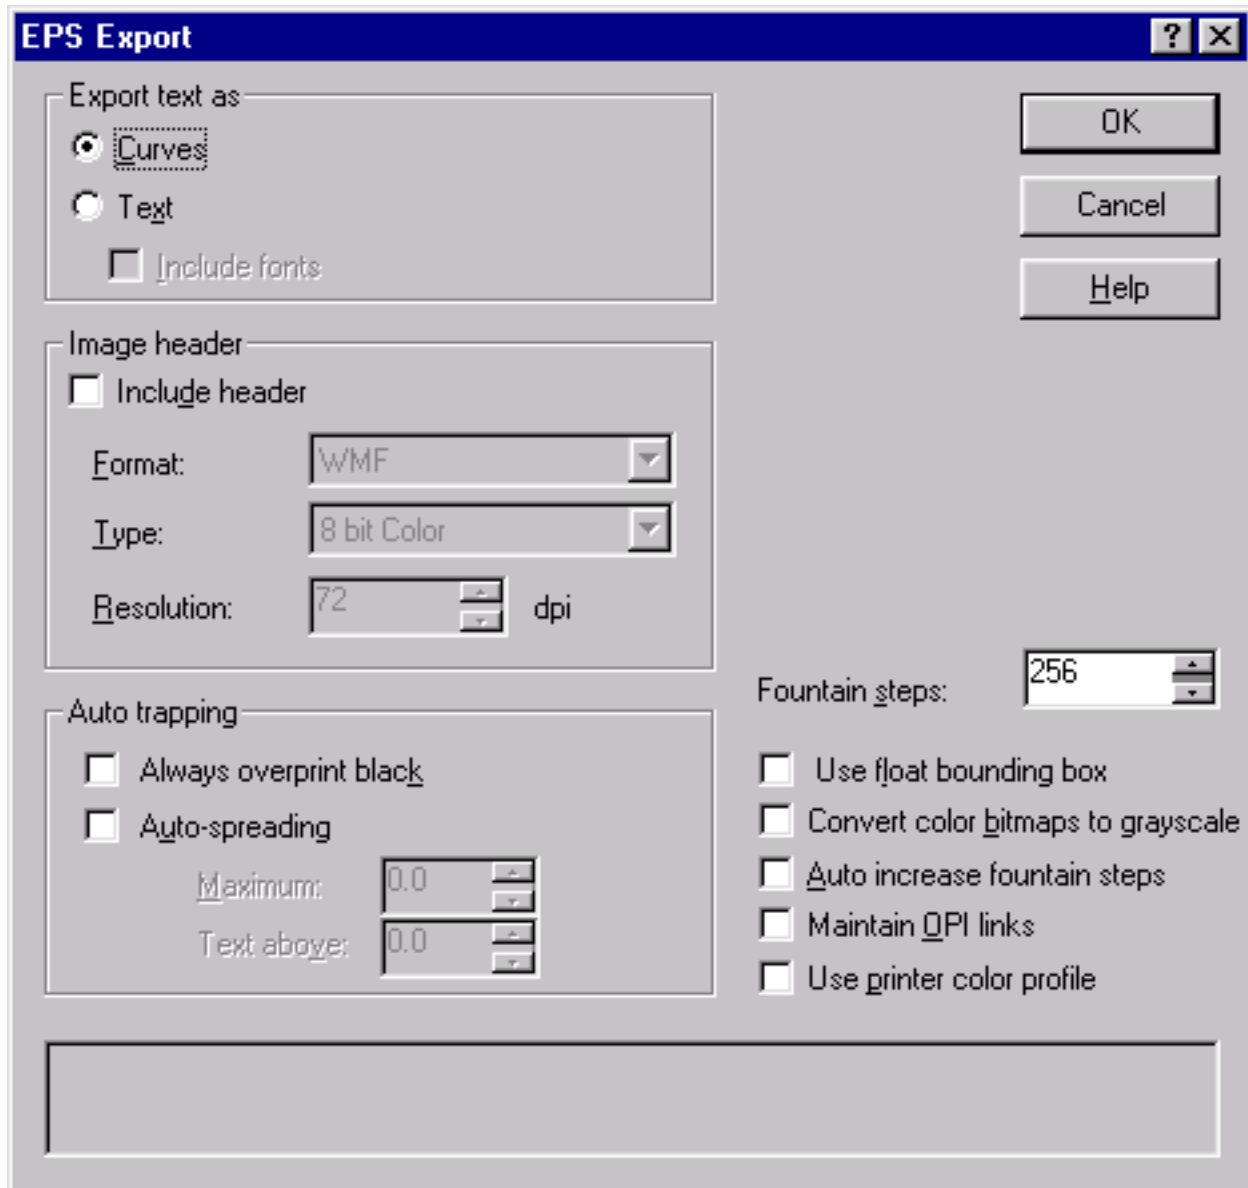 EPS Export
Export text as
Curves
Text
Include fonts
OK
Cancel
Help
Image header
Include header
Format: WMF
Type: 8 bit Color
Resolution: 72 dpi
Auto trapping
Always overprint black
Auto-spreading
Maximum: 0.0
Text above: 0.0
Fountain steps: 256
Use float bounding box
Convert color bitmaps to grayscale
Auto increase fountain steps
Maintain OPI links
Use printer color profile